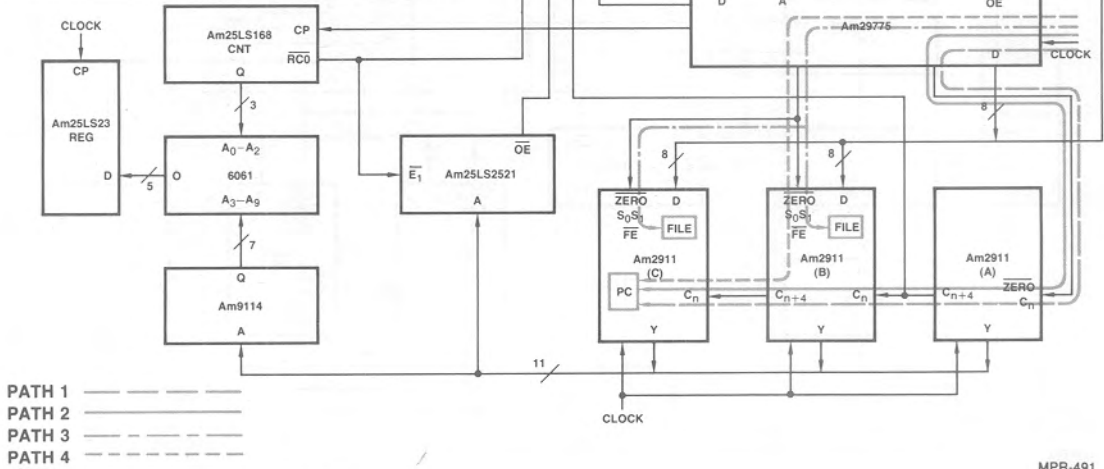 D A OE
CLOCK
Am25LS168
CNT
CP
RC0
Q
Am29775
D
CLOCK
CP
Am25LS23
REG
D
3
8
A0–A2
6061
A3–A9
O
5
OE
E1
Am25LS2521
A
8
8
7
ZERO D
S0S1
FE
FILE
Am2911
(C)
PC
Cn
Y
ZERO D
S0S1
FE
FILE
Am2911
(B)
Cn+4
Cn
Y
Am2911
(A)
ZERO
Cn+4
Cn
Y
Q
Am9114
A
11
CLOCK
PATH 1
PATH 2
PATH 3
PATH 4
MPR-491